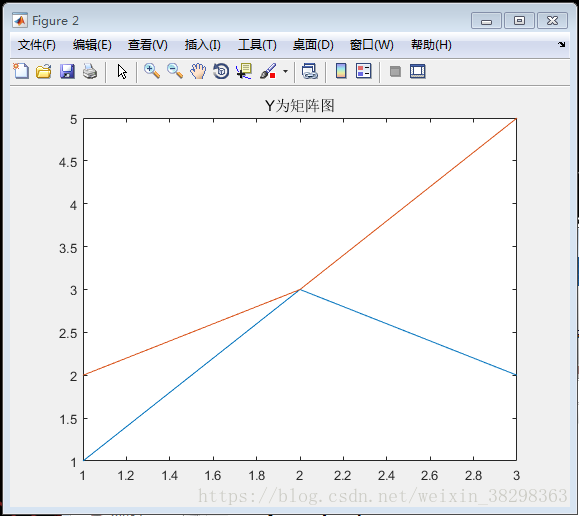 Figure 2
文件(F) 编辑(E) 查看(V) 插入(I) 工具(T) 桌面(D) 窗口(W) 帮助(H)
Y为矩阵图
5
4.5
4
3.5
3
2.5
2
1.5
1
1 1.2 1.4 1.6 1.8 2 2.2 2.4 2.6 2.8 3
https://blog.csdn.net/weixin_38298363